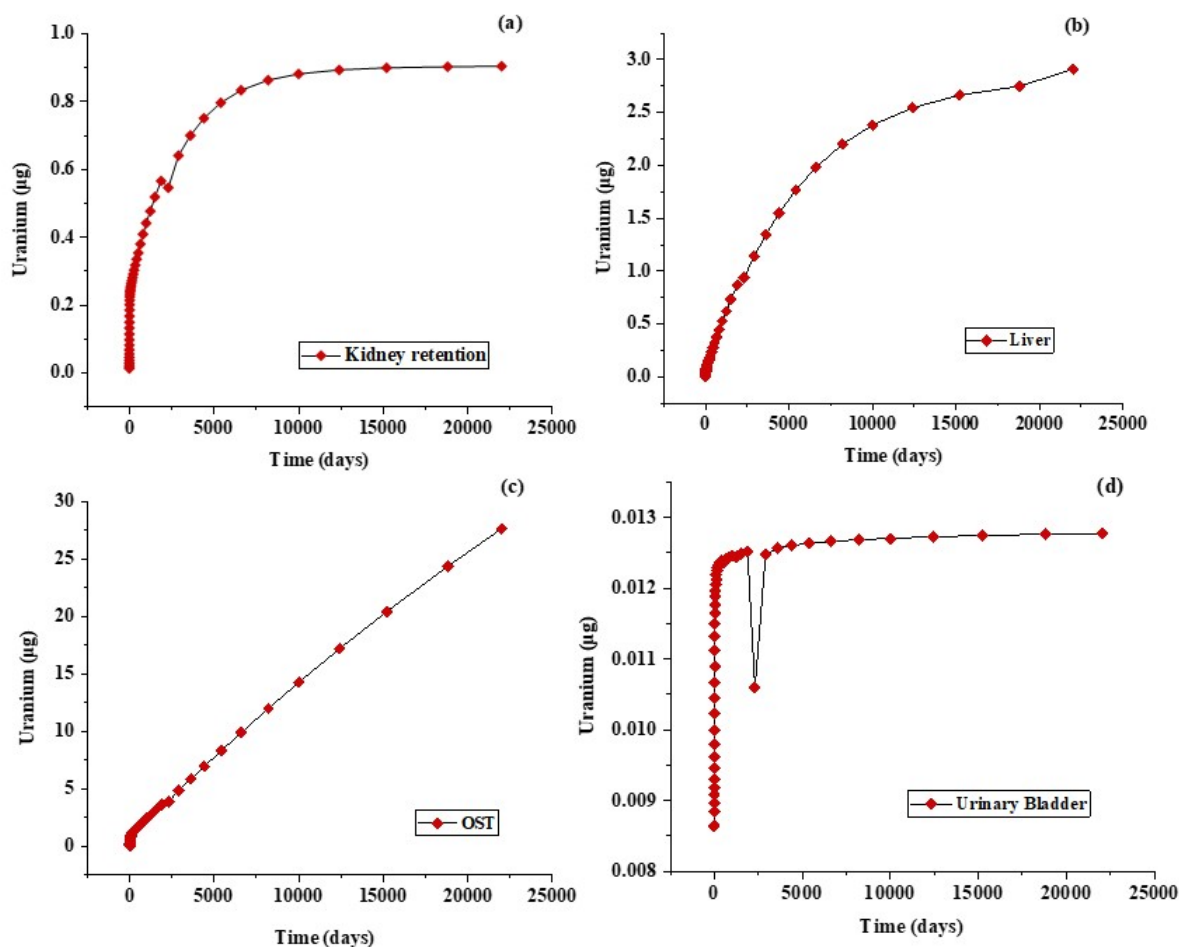 (a)
1.0
0.8
0.6
0.4
0.2
0.0
Uranium (µg)
Kidney retention
0 5000 10000 15000 20000 25000
Time (days)
(b)
3.0
2.5
2.0
1.5
1.0
0.5
0.0
Uranium (µg)
Liver
0 5000 10000 15000 20000 25000
Time (days)
(c)
30
25
20
15
10
5
0
Uranium (µg)
OST
0 5000 10000 15000 20000 25000
Time (days)
(d)
0.013
0.012
0.011
0.010
0.009
0.008
Uranium (µg)
Urinary Bladder
0 5000 10000 15000 20000 25000
Time (days)